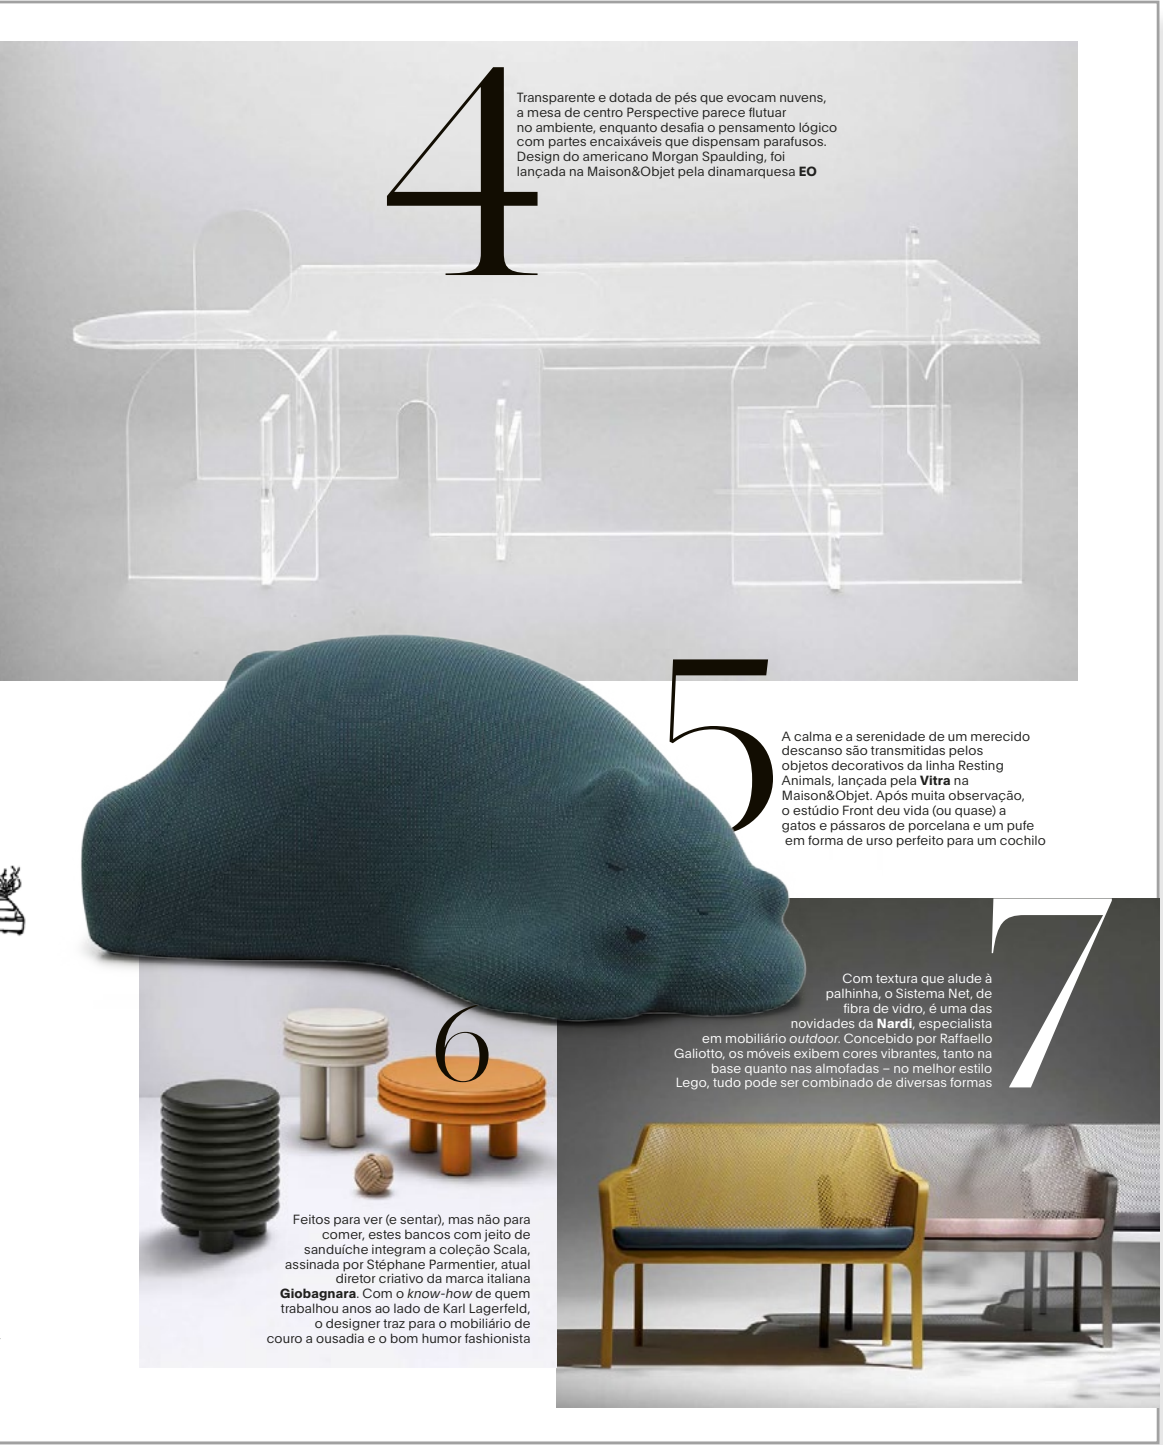 4
Transparente e dotada de pés que evocam nuvens,
a mesa de centro Perspective parece flutuar
no ambiente, enquanto desafia o pensamento lógico
com partes encaixáveis que dispensam parafusos.
Design do americano Morgan Spaulding, foi
lançada na Maison&Objet pela dinamarquesa EO
5
A calma e a serenidade de um merecido
descanso são transmitidas pelos
objetos decorativos da linha Resting
Animals, lançada pela Vitra na
Maison&Objet. Após muita observação,
o estúdio Front deu vida (ou quase) a
gatos e pássaros de porcelana e um pufe
em forma de urso perfeito para um cochilo
6
Feitos para ver (e sentar), mas não para
comer, estes bancos com jeito de
sanduíche integram a coleção Scala,
assinada por Stéphane Parmentier, atual
diretor criativo da marca italiana
Giobagnara. Com o know-how de quem
trabalhou anos ao lado de Karl Lagerfeld,
o designer traz para o mobiliário de
couro a ousadia e o bom humor fashionista
7
Com textura que alude à
palhinha, o Sistema Net, de
fibra de vidro, é uma das
novidades da Nardi, especialista
em mobiliário outdoor. Concebido por Raffaello
Galiotto, os móveis exibem cores vibrantes, tanto na
base quanto nas almofadas – no melhor estilo
Lego, tudo pode ser combinado de diversas formas